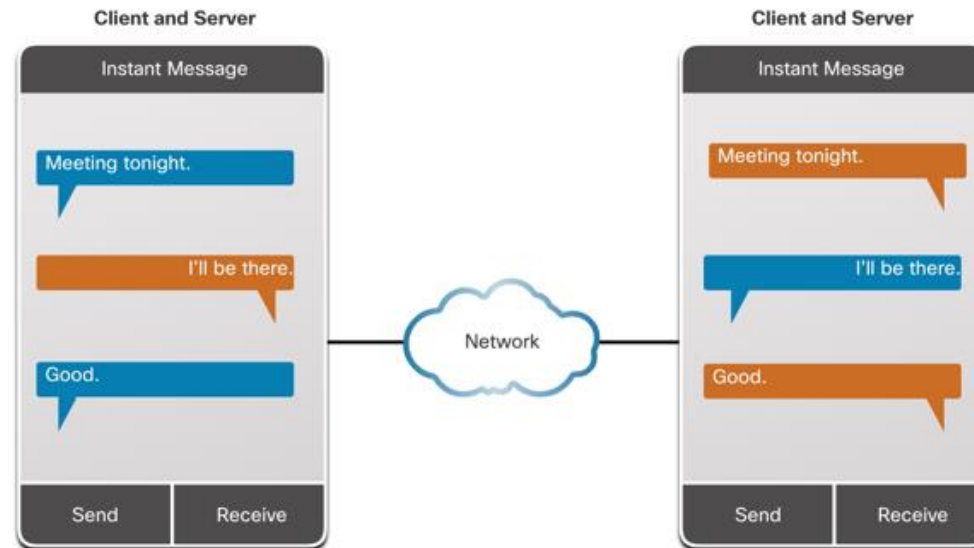 Client and Server
Instant Message
Meeting tonight.
I'll be there.
Good.
Send Receive
Network
Client and Server
Instant Message
Meeting tonight.
I'll be there.
Good.
Send Receive